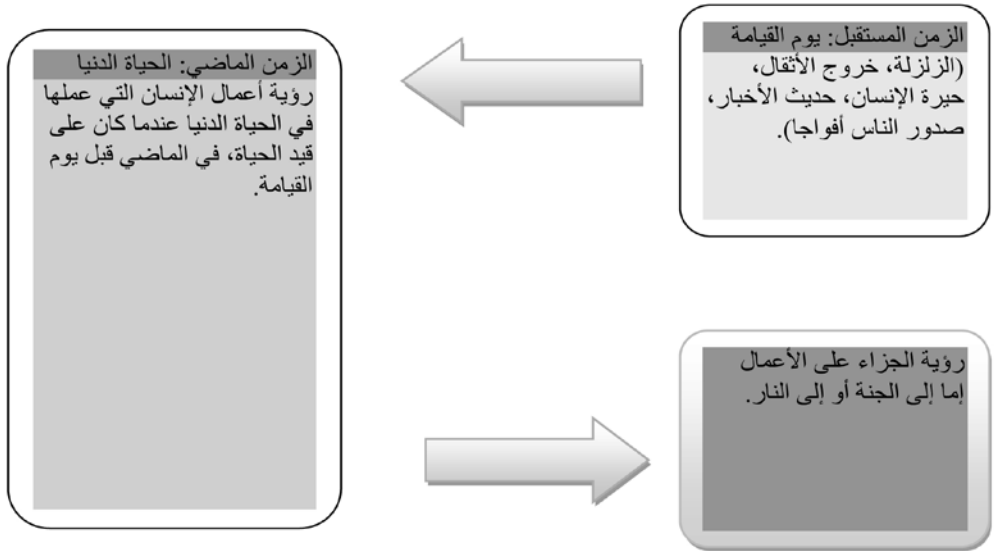 الزمن المستقبل: يوم القيامة
(الزلزلة، خروج الأثقال،
حيرة الإنسان، حديث الأخبار،
صدور الناس أفواجا).
الزمن الماضي: الحياة الدنيا
رؤية أعمال الإنسان التي عملها
في الحياة الدنيا عندما كان على
قيد الحياة، في الماضي قبل يوم
القيامة.
رؤية الجزاء على الأعمال
إما إلى الجنة أو إلى النار.